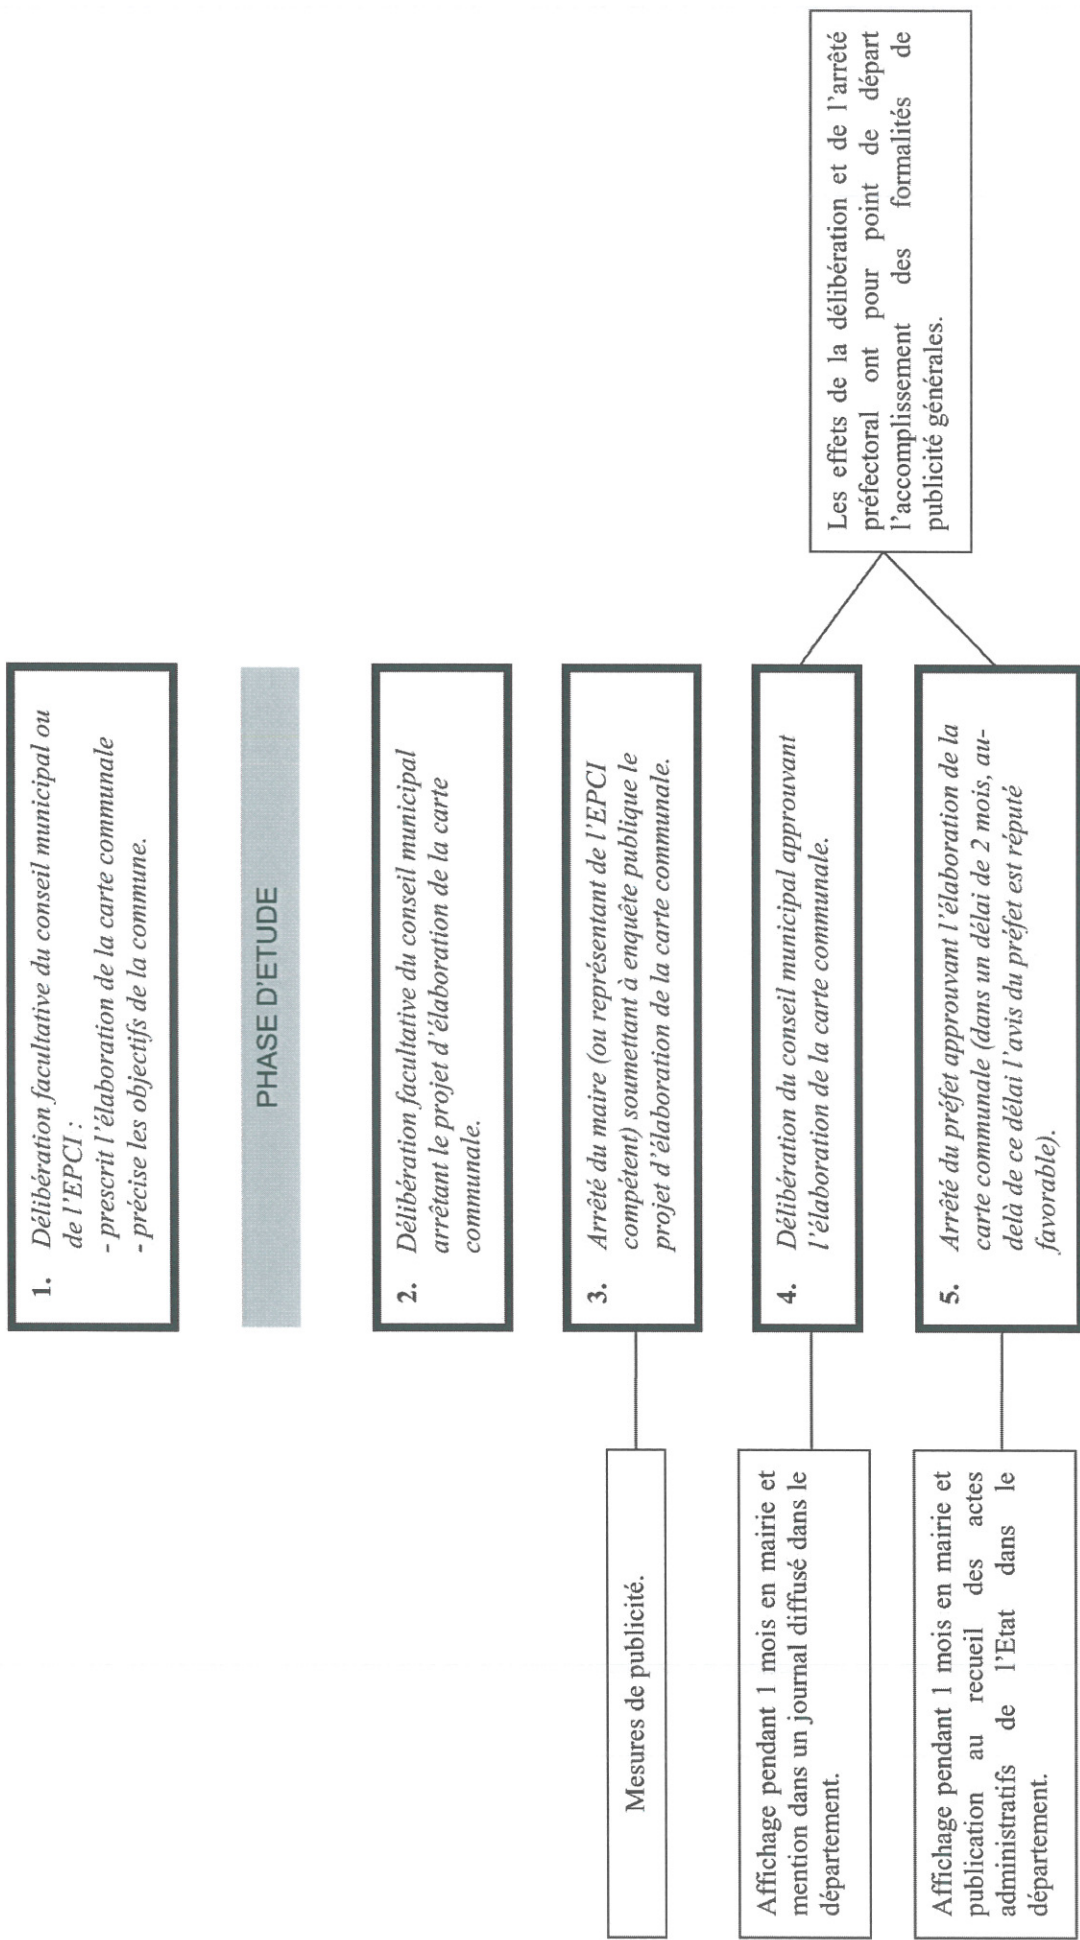 1. Délibération facultative du conseil municipal ou
de l'EPCI :
- prescrit l'élaboration de la carte communale
- précise les objectifs de la commune.
PHASE D'ETUDE
2. Délibération facultative du conseil municipal
arrêtant le projet d'élaboration de la carte
communale.
Mesures de publicité.
3. Arrêté du maire (ou représentant de l'EPCI
compétent) soumettant à enquête publique le
projet d'élaboration de la carte communale.
Affichage pendant 1 mois en mairie et
mention dans un journal diffusé dans le
département.
4. Délibération du conseil municipal approuvant
l'élaboration de la carte communale.
Les effets de la délibération et de l'arrêté
préfectoral ont pour point de départ
l'accomplissement des formalités de
publicité générales.
Affichage pendant 1 mois en mairie et
publication au recueil des actes
administratifs de l'Etat dans le
département.
5. Arrêté du préfet approuvant l'élaboration de la
carte communale (dans un délai de 2 mois, au-
delà de ce délai l'avis du préfet est réputé
favorable).